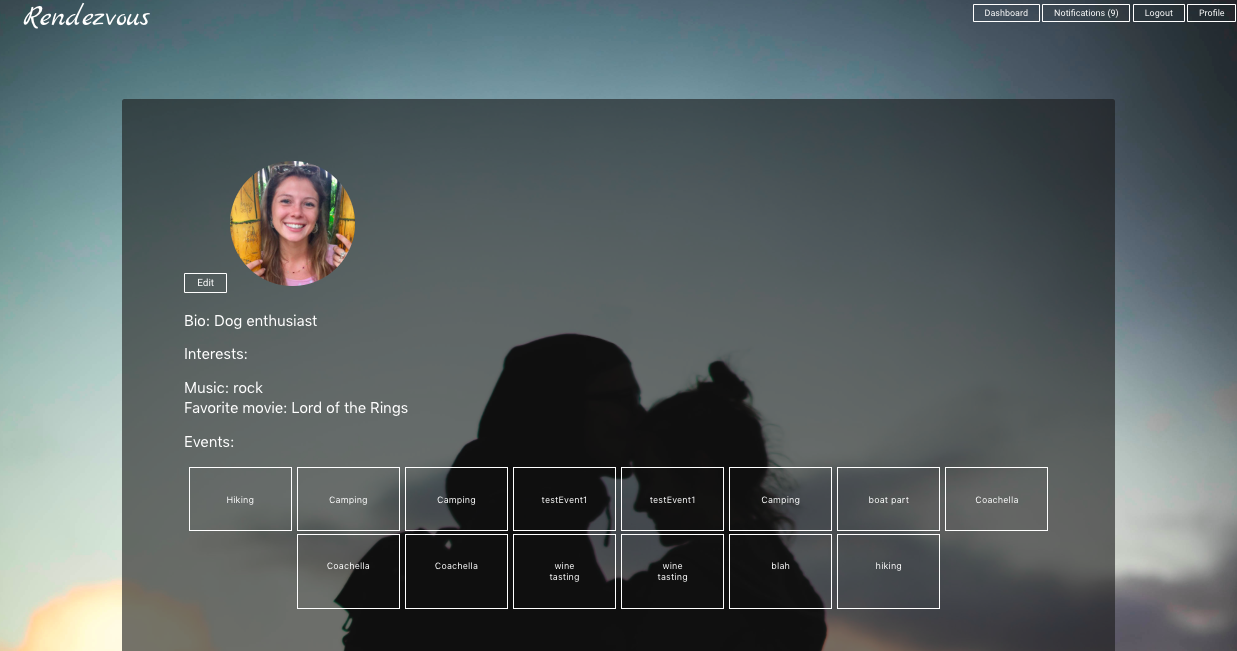 Rendezvous
Dashboard
Notifications (9)
Logout
Profile
Edit
Bio: Dog enthusiast
Interests:
Music: rock
Favorite movie: Lord of the Rings
Events:
Hiking
Camping
Camping
testEvent1
testEvent1
Camping
boat part
Coachella
Coachella
Coachella
wine
tasting
wine
tasting
blah
hiking